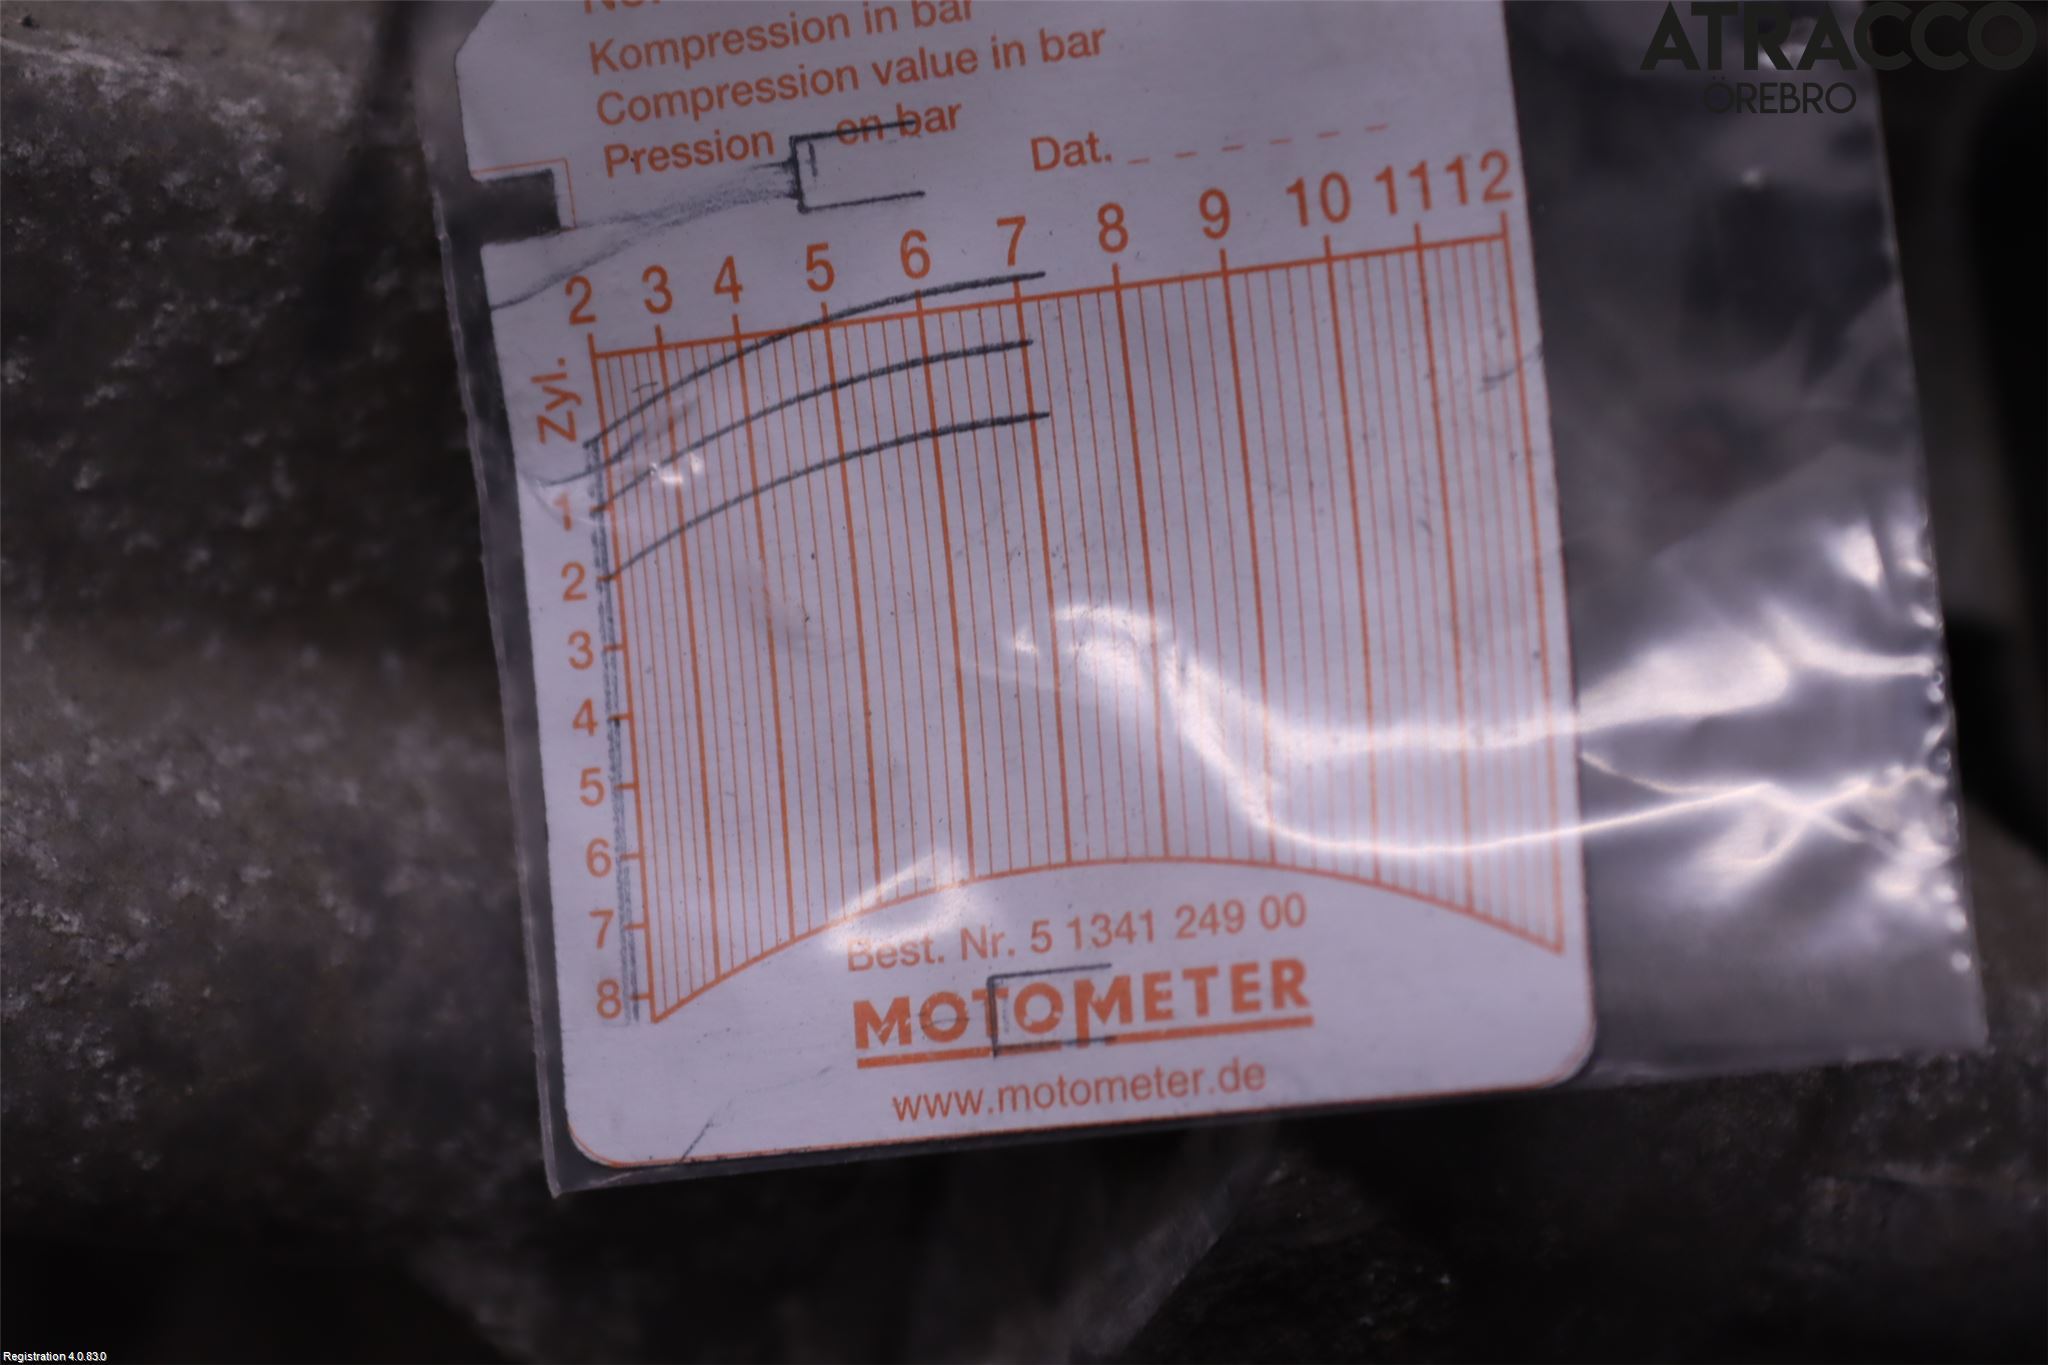 ATRACCO
ÖREBRO
Kompression in bar
Compression value in bar
Pression en bar
Dat.
2 3 4 5 6 7 8 9 10 11 12
Zyl.
1
2
3
4
5
6
7
8
Best. Nr. 5 1341 249 00
MOTOMETER
www.motometer.de
Registration 4.0.83.0